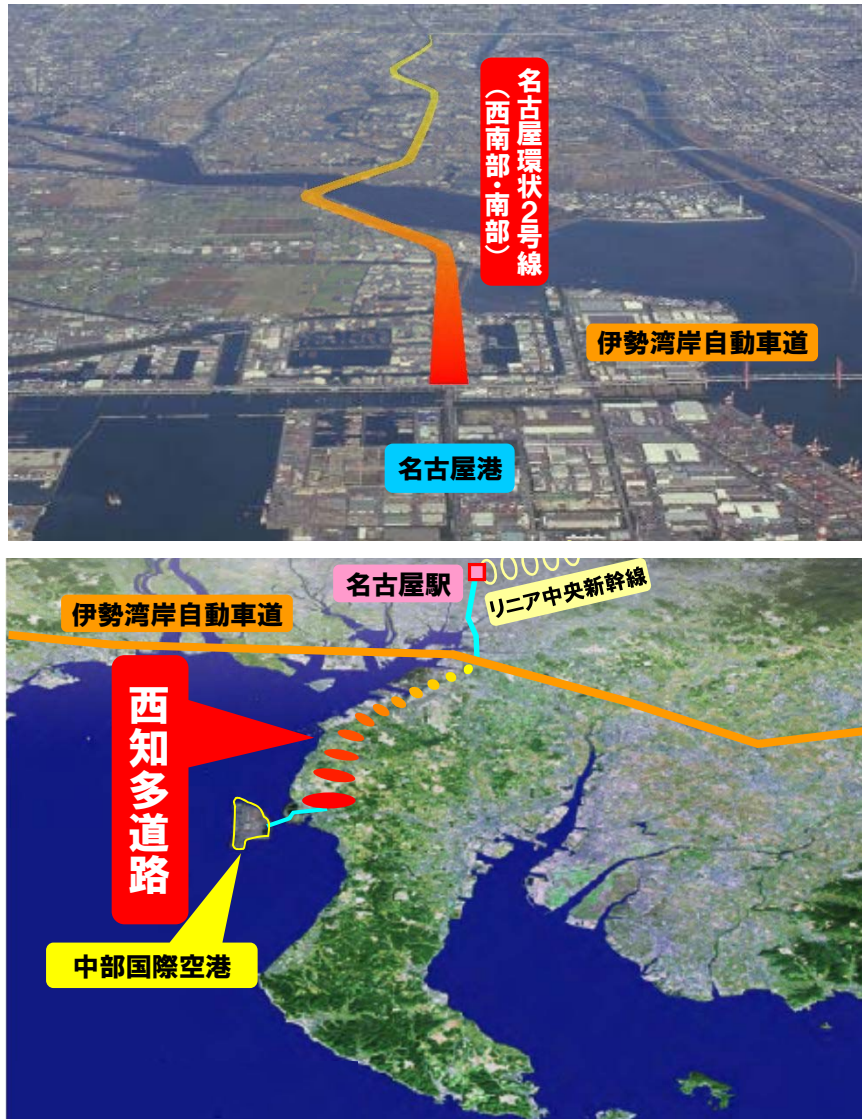 名古屋環状2号線
（西南部・南部）
伊勢湾岸自動車道
名古屋港
名古屋駅
リニア中央新幹線
伊勢湾岸自動車道
西知多道路
中部国際空港